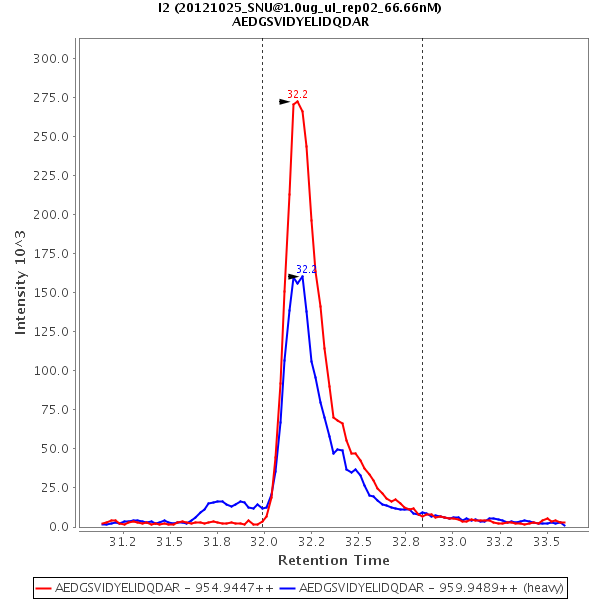 I2 (20121025_SNU@1.0ug_ul_rep02_66.66nM)
AEDGSVIDYELIDQDAR
300.0
275.0
250.0
225.0
200.0
175.0
150.0
125.0
100.0
75.0
50.0
25.0
0.0
Intensity 10^3
32.2
32.2
31.2 31.5 31.8 32.0 32.2 32.5 32.8 33.0 33.2 33.5
Retention Time
AEDGSVIDYELIDQDAR - 954.9447++ AEDGSVIDYELIDQDAR - 959.9489++ (heavy)